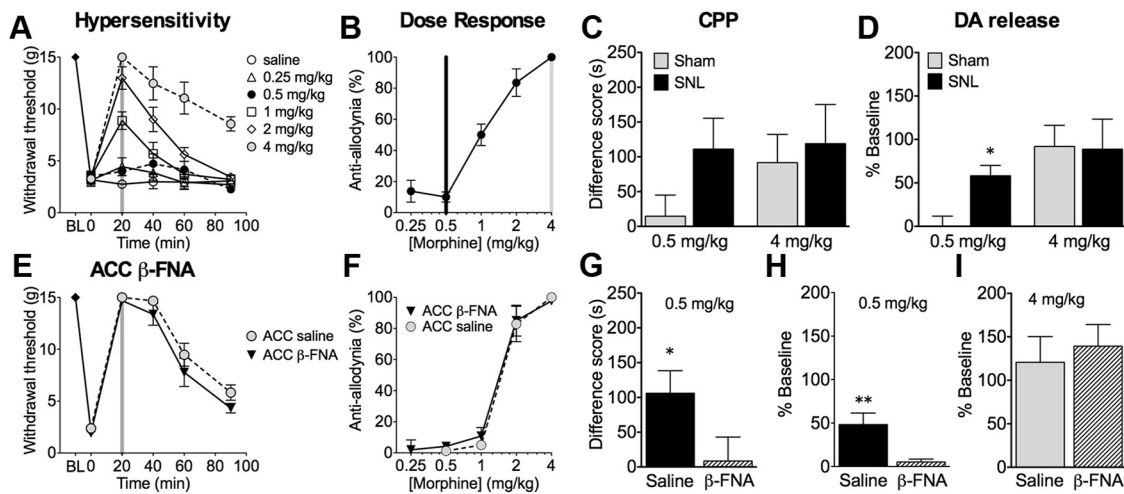 A Hypersensitivity
Withdrawal threshold (g)
15
10
5
0
BL 0 20 40 60 80 100
Time (min)
saline
0.25 mg/kg
0.5 mg/kg
1 mg/kg
2 mg/kg
4 mg/kg
B Dose Response
Anti-allodynia (%)
100
80
60
40
20
0
0.25 0.5 1 2 4
[Morphine] (mg/kg)
C CPP
Difference score (s)
250
200
150
100
50
0
Sham
SNL
0.5 mg/kg 4 mg/kg
D DA release
% Baseline
200
150
100
50
0
Sham
SNL
*
0.5 mg/kg 4 mg/kg
E ACC β-FNA
Withdrawal threshold (g)
15
10
5
0
BL 0 20 40 60 80 100
Time (min)
ACC saline
ACC β-FNA
F
Anti-allodynia (%)
100
80
60
40
20
0
ACC β-FNA
ACC saline
0.25 0.5 1 2 4
[Morphine] (mg/kg)
G
Difference score (s)
250
200
150
100
50
0
0.5 mg/kg
*
Saline β-FNA
H
% Baseline
200
150
100
50
0
0.5 mg/kg
**
Saline β-FNA
I
% Baseline
200
150
100
50
0
4 mg/kg
Saline β-FNA